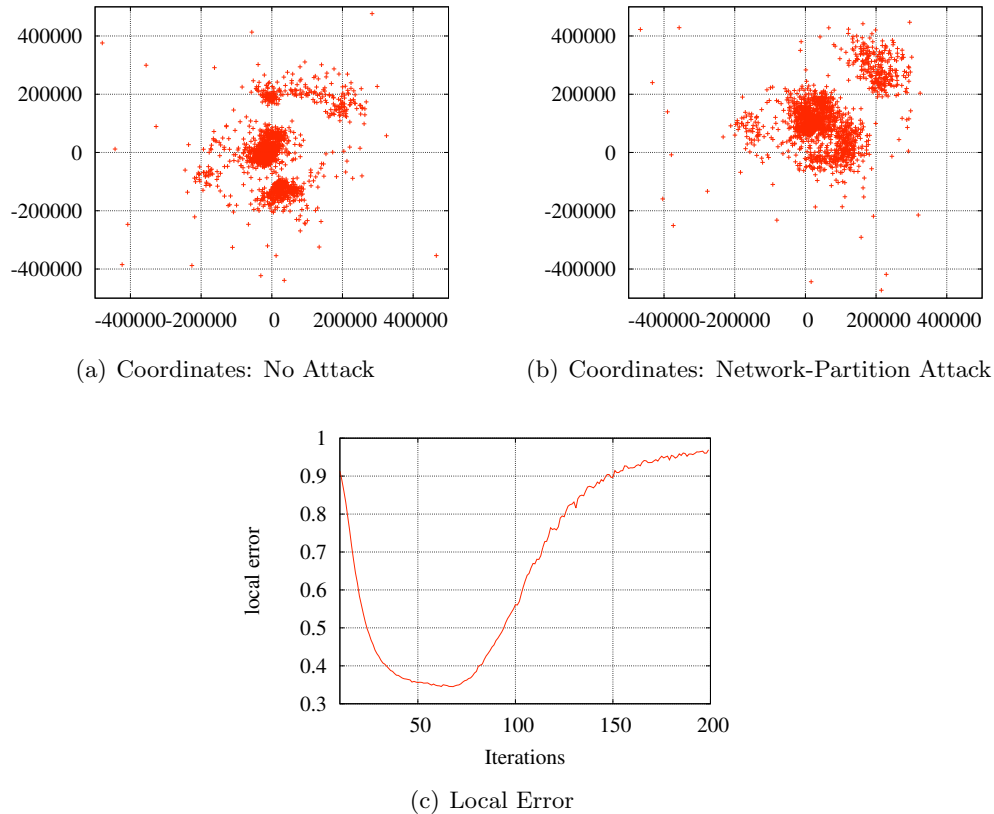 400000
200000
0
-200000
-400000
-400000-200000 0 200000 400000
(a) Coordinates: No Attack
400000
200000
0
-200000
-400000
-400000-200000 0 200000 400000
(b) Coordinates: Network-Partition Attack
1
0.9
0.8
0.7
0.6
0.5
0.4
0.3
local error
50 100 150 200
Iterations
(c) Local Error